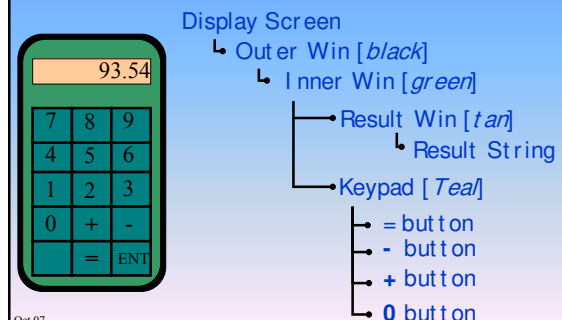 Display Screen
Outer Win [black]
Inner Win [green]
Result Win [tan]
Result String
Keypad [Teal]
= button
- button
+ button
0 button
93.54
7 8 9
4 5 6
1 2 3
0 + -
= ENT
Oct 07